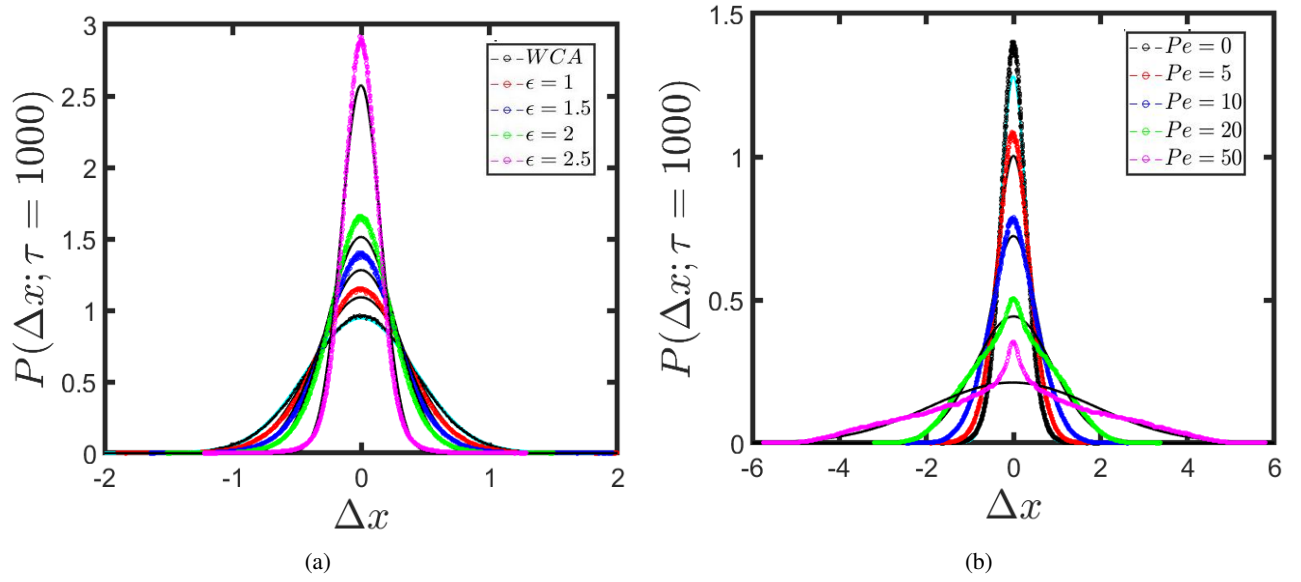 3
2.5
2
1.5
1
0.5
0
-2
-1
0
1
2
P(Δx; τ = 1000)
Δx
WCA
ϵ = 1
ϵ = 1.5
ϵ = 2
ϵ = 2.5
(a)
1.5
1
0.5
0
-6
-4
-2
0
2
4
6
P(Δx; τ = 1000)
Δx
Pe = 0
Pe = 5
Pe = 10
Pe = 20
Pe = 50
(b)